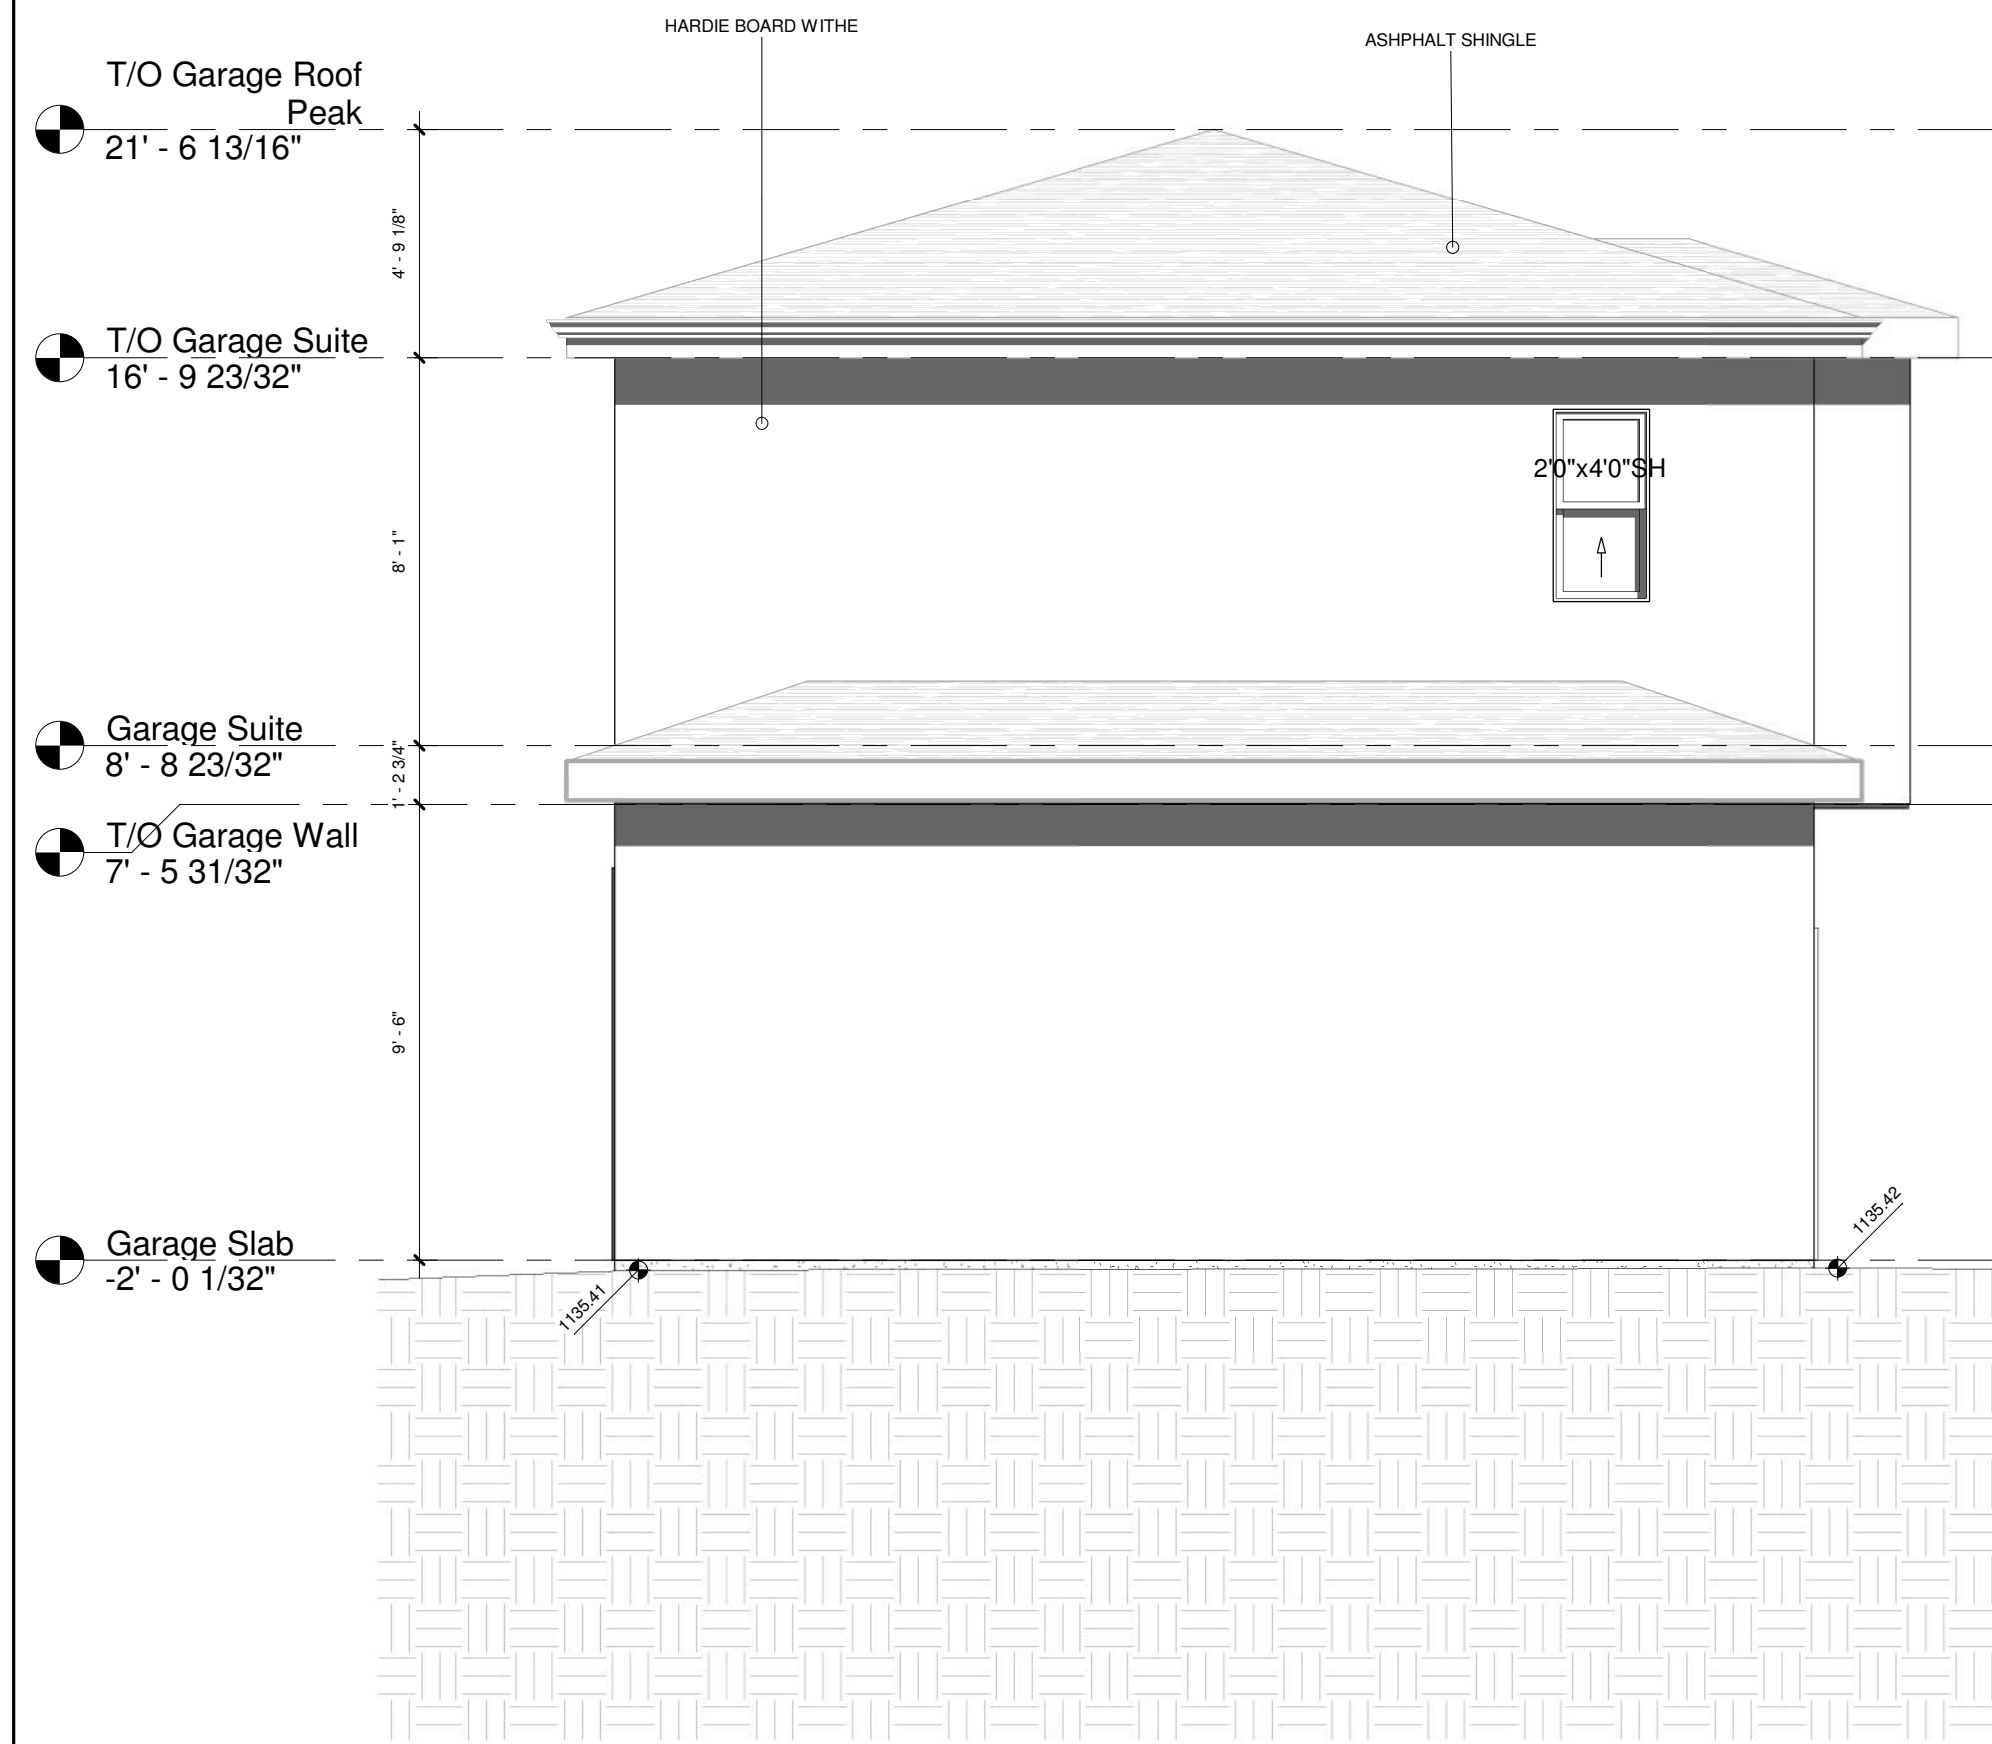 HARDIE BOARD WITHE
ASHPHALT SHINGLE
T/O Garage Roof
Peak
21' - 6 13/16"
4' - 9 1/8"
T/O Garage Suite
16' - 9 23/32"
2'0"x4'0"SH
8' - 1"
Garage Suite
8' - 8 23/32"
1' - 2 3/4"
T/O Garage Wall
7' - 5 31/32"
9' - 6"
1135.42
Garage Slab
-2' - 0 1/32"
1135.41